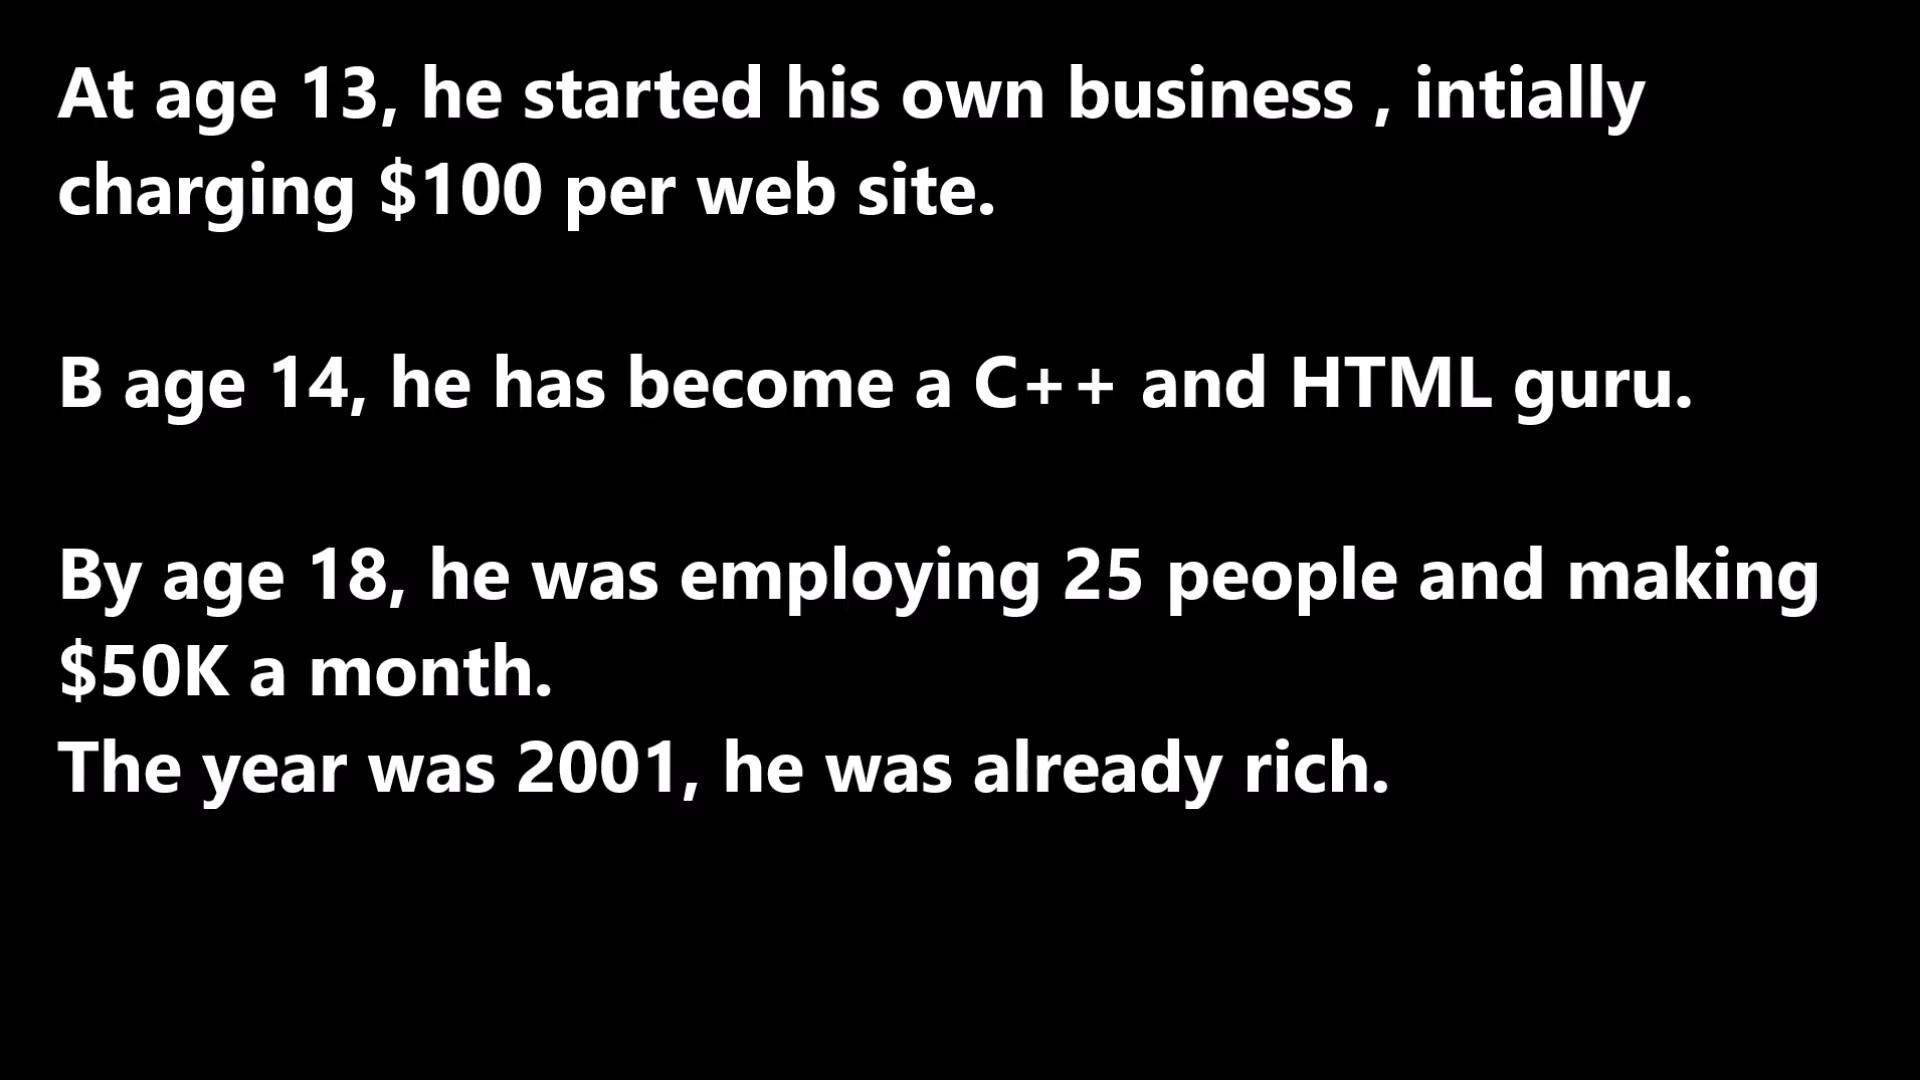 At age 13, he started his own business , intially
charging $100 per web site.
B age 14, he has become a C++ and HTML guru.
By age 18, he was employing 25 people and making
$50K a month.
The year was 2001, he was already rich.